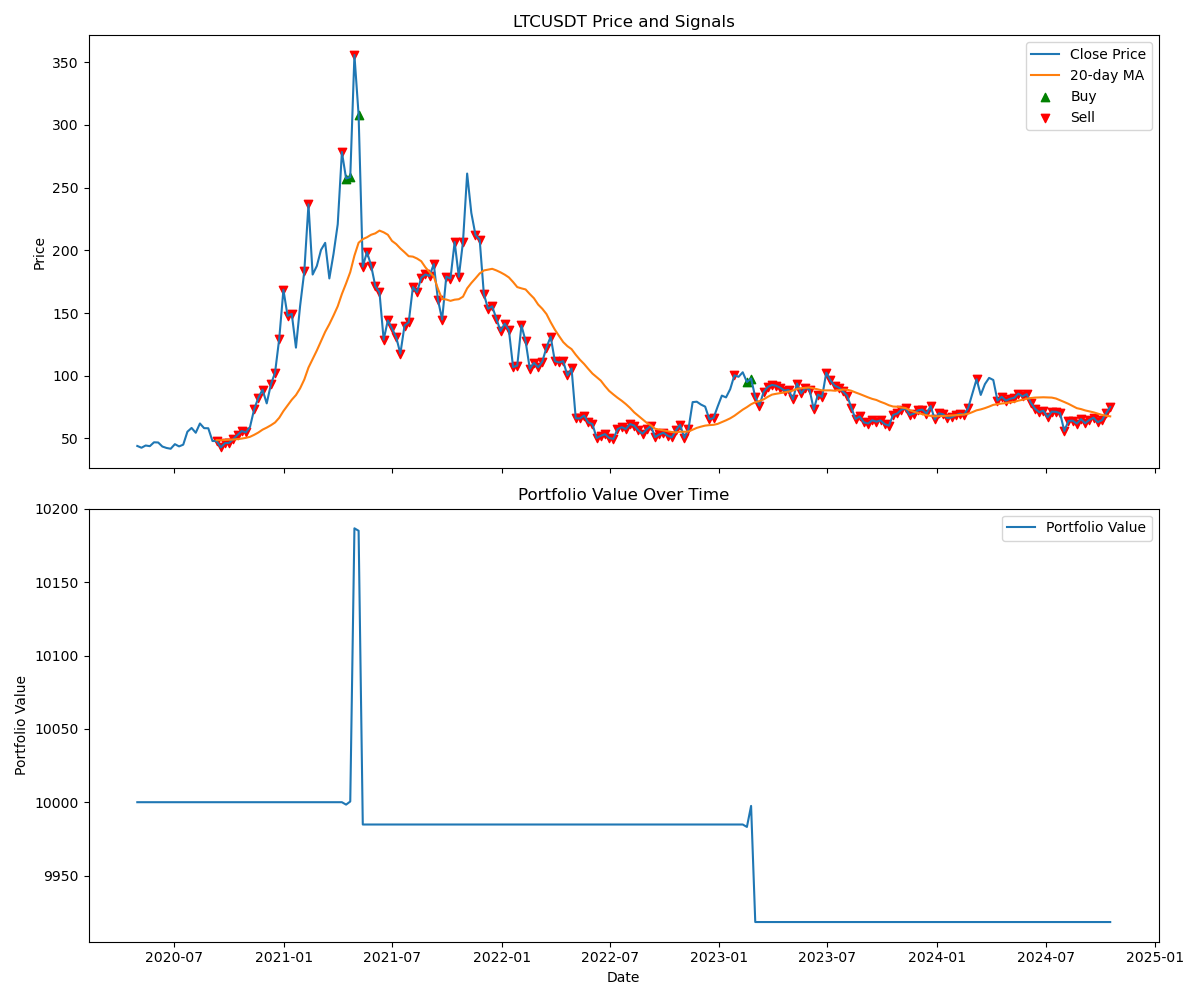 LTCUSDT Price and Signals
Price
350
300
250
200
150
100
50
Close Price
20-day MA
Buy
Sell
Portfolio Value Over Time
Portfolio Value
10200
10150
10100
10050
10000
9950
Portfolio Value
2020-07
2021-01
2021-07
2022-01
2022-07
2023-01
2023-07
2024-01
2024-07
2025-01
Date